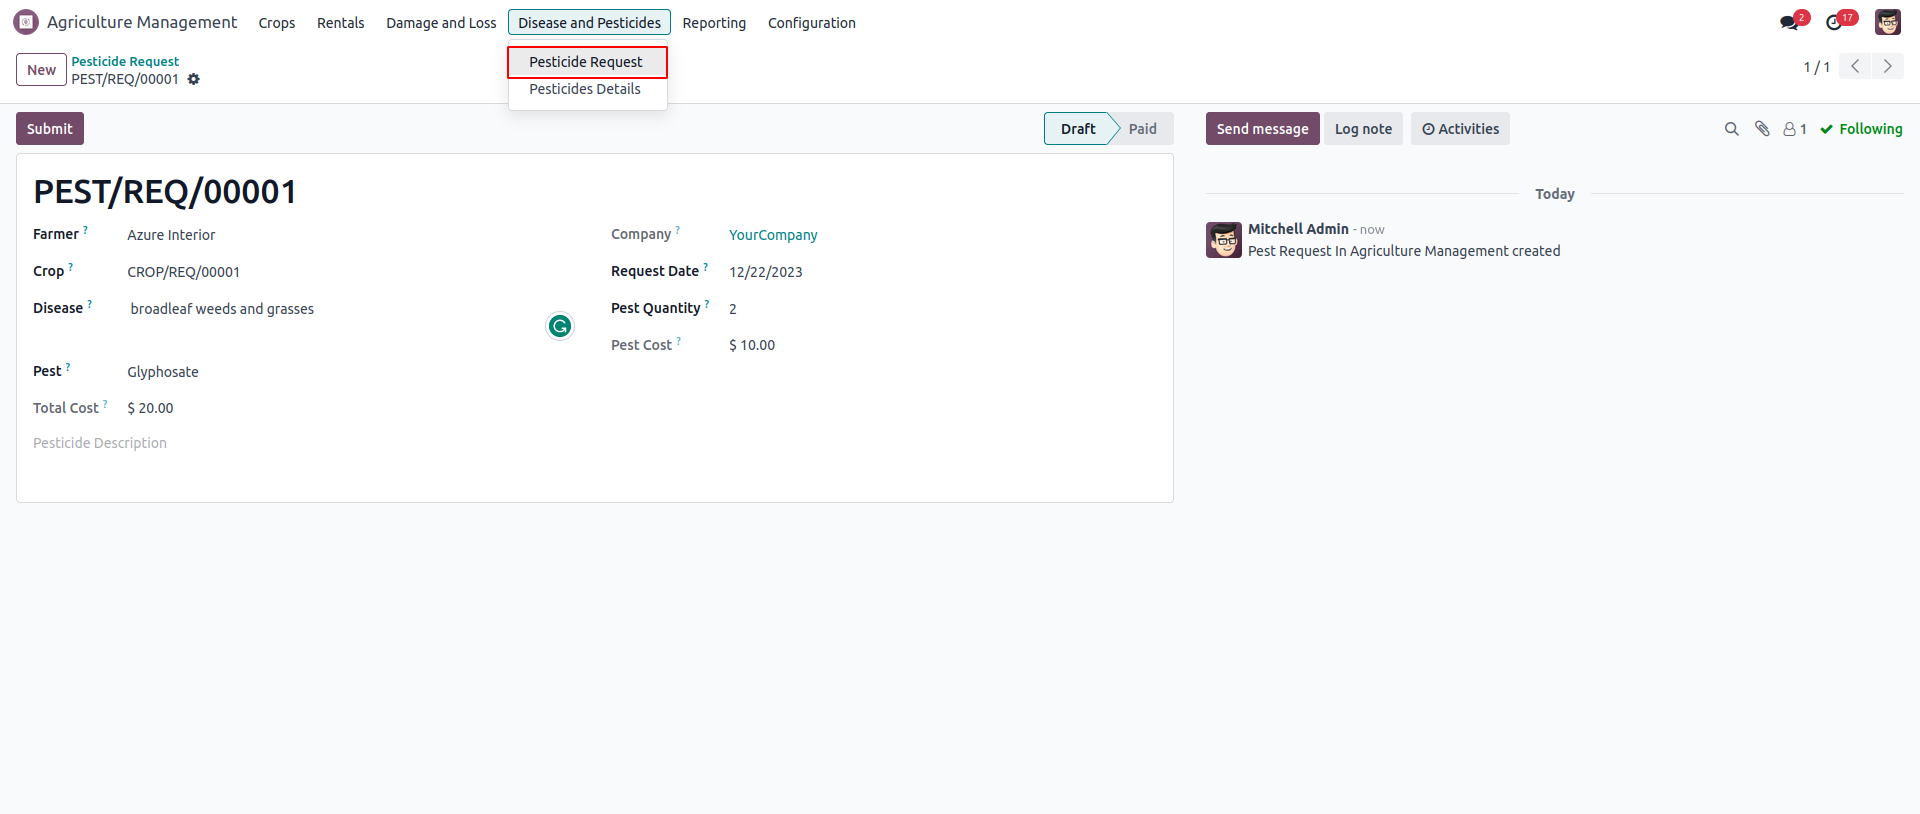 Agriculture Management Crops Rentals Damage and Loss Disease and Pesticides Reporting Configuration 2 17
New Pesticide Request
PEST/REQ/00001
Pesticide Request
Pesticides Details
1 / 1
Submit Draft Paid Send message Log note Activities 1 Following
PEST/REQ/00001
Farmer ? Azure Interior
Crop ? CROP/REQ/00001
Disease ? broadleaf weeds and grasses
Pest ? Glyphosate
Total Cost ? $ 20.00
Pesticide Description
Company ? YourCompany
Request Date ? 12/22/2023
Pest Quantity ? 2
Pest Cost ? $ 10.00
Today
Mitchell Admin - now
Pest Request In Agriculture Management created